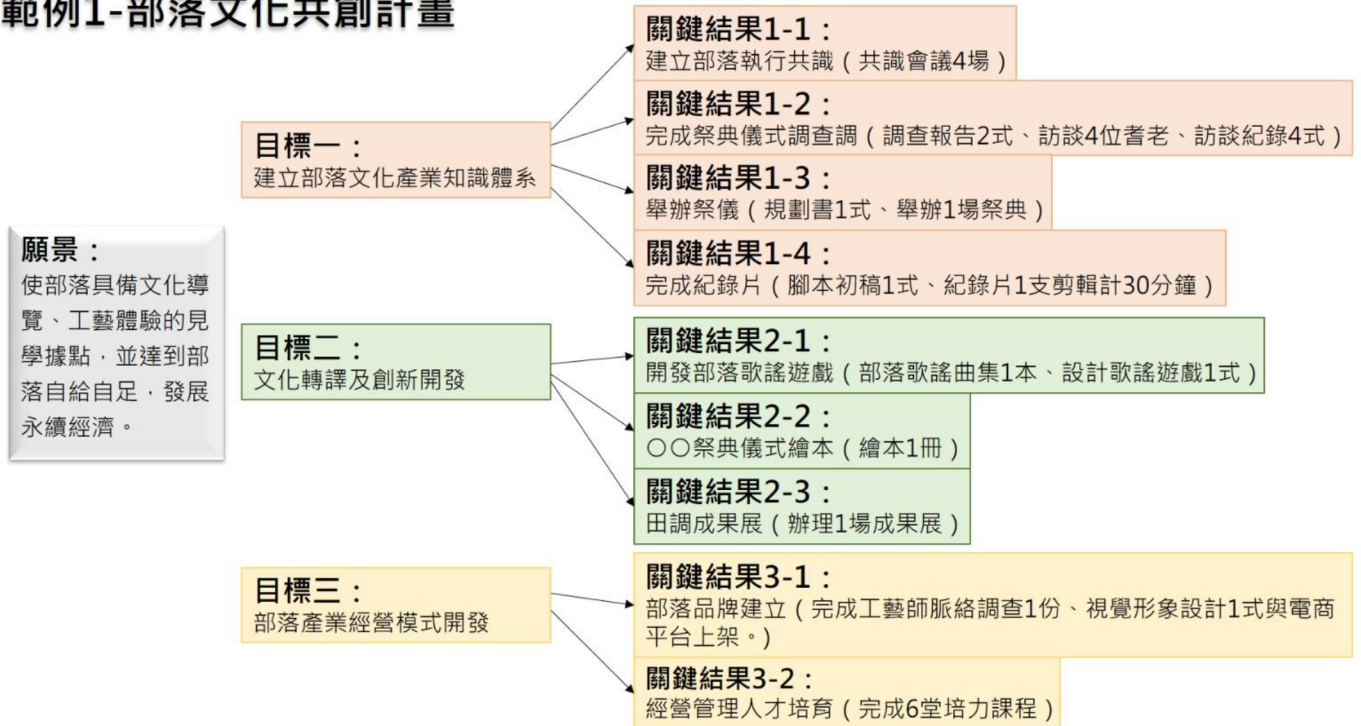 範例1-部落文化共創計畫
願景：
使部落具備文化導
覽、工藝體驗的見
學據點，並達到部
落自給自足，發展
永續經濟。
目標一：
建立部落文化產業知識體系
關鍵結果1-1：
建立部落執行共識（共識會議4場）
關鍵結果1-2：
完成祭典儀式調查調（調查報告2式、訪談4位耆老、訪談紀錄4式）
關鍵結果1-3：
舉辦祭儀（規劃書1式、舉辦1場祭典）
關鍵結果1-4：
完成紀錄片（腳本初稿1式、紀錄片1支剪輯計30分鐘）
目標二：
文化轉譯及創新開發
關鍵結果2-1：
開發部落歌謠遊戲（部落歌謠曲集1本、設計歌謠遊戲1式）
關鍵結果2-2：
○○祭典儀式繪本（繪本1冊）
關鍵結果2-3：
田調成果展（辦理1場成果展）
目標三：
部落產業經營模式開發
關鍵結果3-1：
部落品牌建立（完成工藝師脈絡調查1份、視覺形象設計1式與電商
平台上架。)
關鍵結果3-2：
經營管理人才培育（完成6堂培力課程）